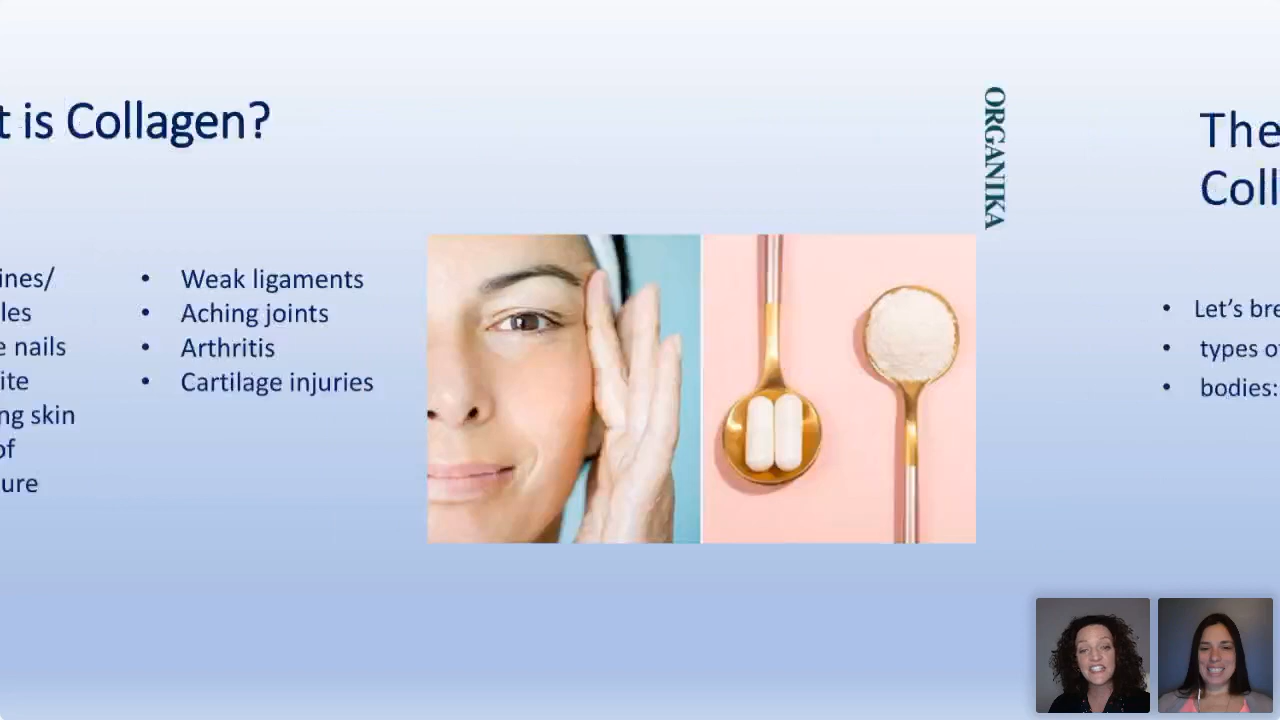 t is Collagen?
ines/
les
e nails
ite
ng skin
of
ure
• Weak ligaments
• Aching joints
• Arthritis
• Cartilage injuries
ORGANIKA
The
Coll
• Let’s bre
• types o
• bodies: